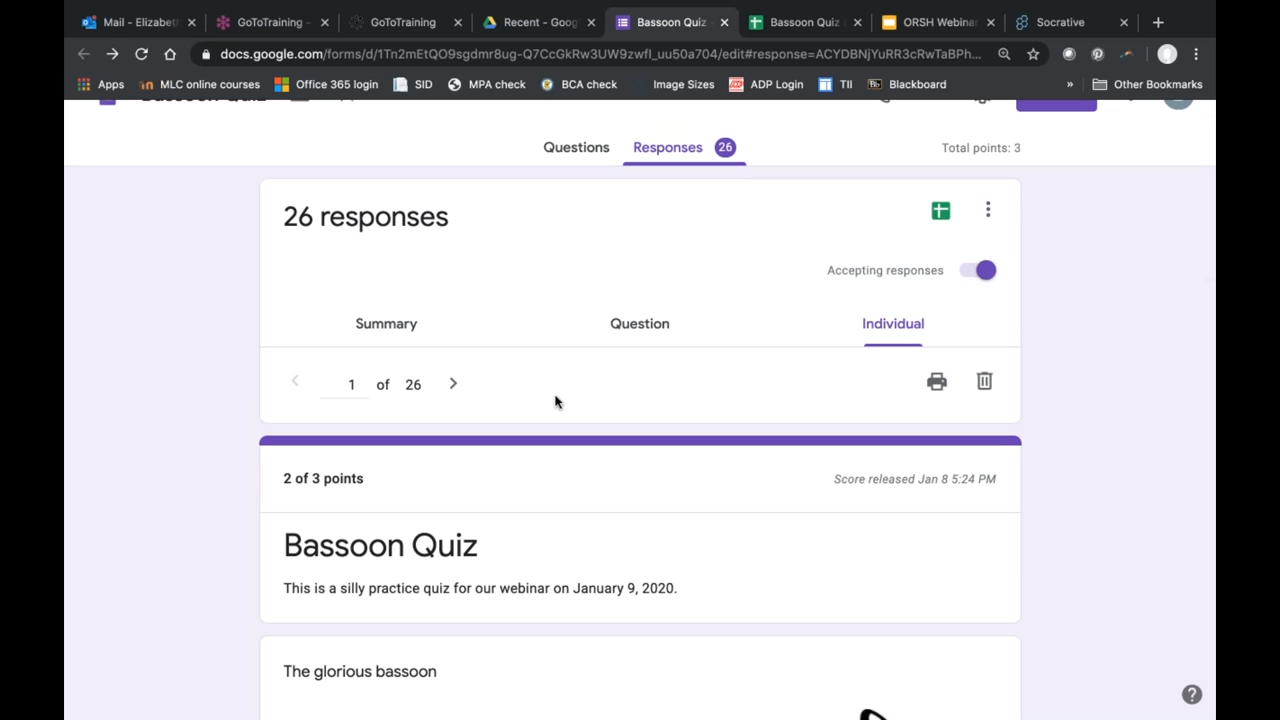 Mail - Elizabeth
GoToTraining -
GoToTraining
Recent - Goog
Bassoon Quiz -
Bassoon Quiz (
ORSH Webinar
Socrative
docs.google.com/forms/d/1Tn2mEtQO9sgdmr8ug-Q7CcGkRw3UW9zwfI_uu50a704/edit#response=ACYDBNjYuRR3cRwTaBPh...
Apps
MLC online courses
Office 365 login
SID
MPA check
BCA check
Image Sizes
ADP Login
TII
Bb
Blackboard
»
Other Bookmarks
Questions
Responses 26
Total points: 3
26 responses
Accepting responses
Summary
Question
Individual
1 of 26
2 of 3 points
Score released Jan 8 5:24 PM
Bassoon Quiz
This is a silly practice quiz for our webinar on January 9, 2020.
The glorious bassoon